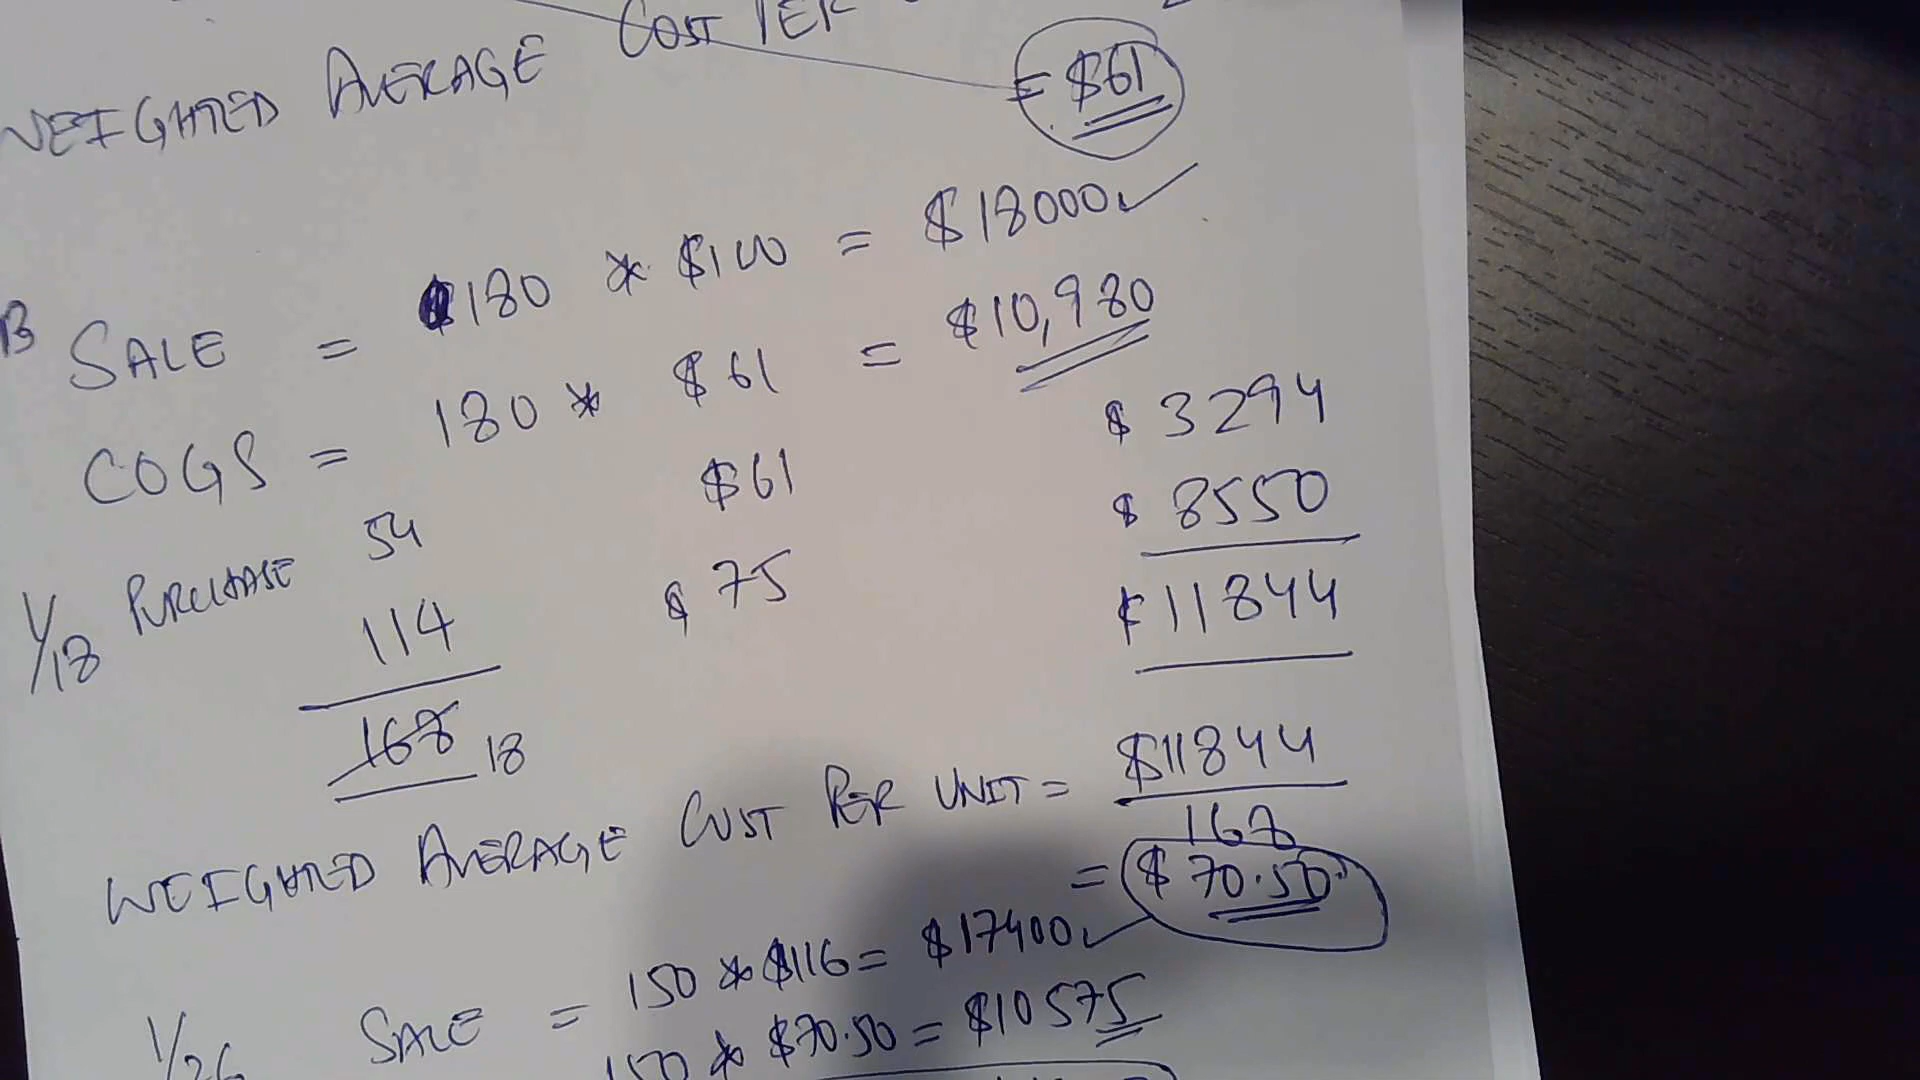 WEIGHTED AVERAGE COST PER
= $61
B SALE = 180 * $100 = $18000 ✓
COGS = 180 * $61 = $10,980
1/18 PURCHASE 54 $61 $3294
114 $75 $8550
168 $11844
18
WEIGHTED AVERAGE COST PER UNIT = $11844
168
= $70.50
1/26 SALE = 150 * $116 = $17400 ✓
150 * $70.50 = $10575